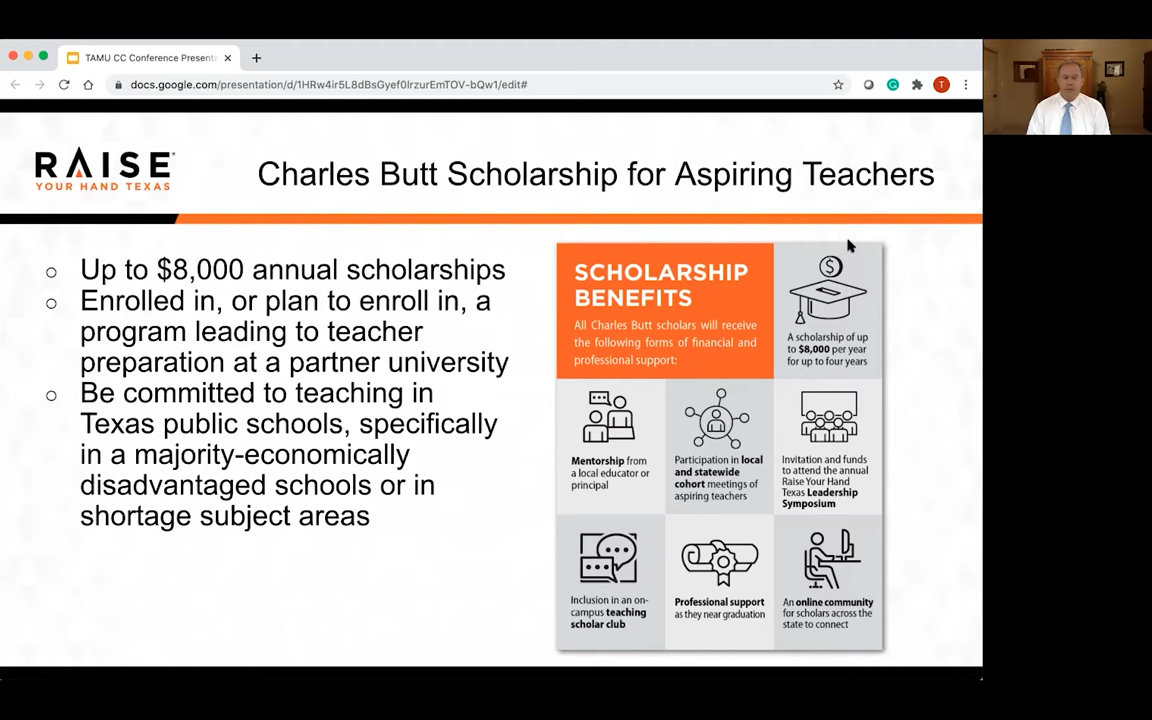 TAMU CC Conference Presenta
docs.google.com/presentation/d/1HRw4ir5L8dBsGyef0IrzurEmTOV-bQw1/edit#
T
RAISE
YOUR HAND TEXAS
Charles Butt Scholarship for Aspiring Teachers
Up to $8,000 annual scholarships
Enrolled in, or plan to enroll in, a
program leading to teacher
preparation at a partner university
Be committed to teaching in
Texas public schools, specifically
in a majority-economically
disadvantaged schools or in
shortage subject areas
SCHOLARSHIP
BENEFITS
All Charles Butt scholars will receive
the following forms of financial and
professional support:
$
A scholarship of up
to $8,000 per year
for up to four years
Mentorship from
a local educator or
principal
Participation in local
and statewide
cohort meetings of
aspiring teachers
Invitation and funds
to attend the annual
Raise Your Hand
Texas Leadership
Symposium
Inclusion in an on-
campus teaching
scholar club
Professional support
as they near graduation
An online community
for scholars across the
state to connect